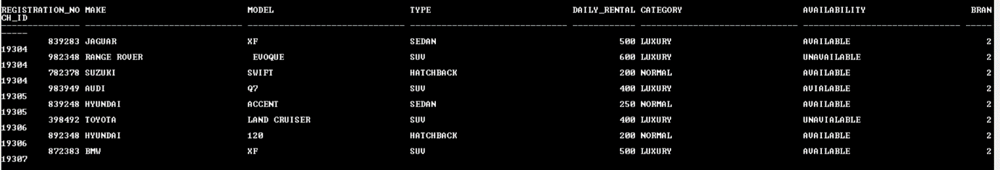 REGISTRATION_NO MAKE MODEL TYPE DAILY_RENTAL CATEGORY AVAILABILITY BRAN
CH_ID
--------------- ------------------------------ ------------------------------ ------------------------------ ------------ ------------------------------ ------------------------------ -----
-----
839283 JAGUAR XF SEDAN 500 LUXURY AVAILABLE 2
19304
982348 RANGE ROVER EVOQUE SUV 600 LUXURY UNAVAILABLE 2
19304
782378 SUZUKI SWIFT HATCHBACK 200 NORMAL AVAILABLE 2
19304
983949 AUDI Q7 SUV 400 LUXURY AVIALABLE 2
19305
839248 HYUNDAI ACCENT SEDAN 250 NORMAL AVAILABLE 2
19305
398492 TOYOTA LAND CRUISER SUV 400 LUXURY UNAVIALABLE 2
19306
892348 HYUNDAI 120 HATCHBACK 200 NORMAL AVAILABLE 2
19306
872383 BMW XF SUV 500 LUXURY AVAILABLE 2
19307